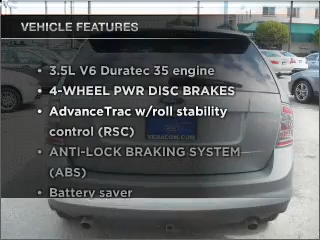 VEHICLE FEATURES
• 3.5L V6 Duratec 35 engine
• 4-WHEEL PWR DISC BRAKES
• AdvanceTrac w/roll stability
control (RSC)
• ANTI-LOCK BRAKING SYSTEM
(ABS)
• Battery saver